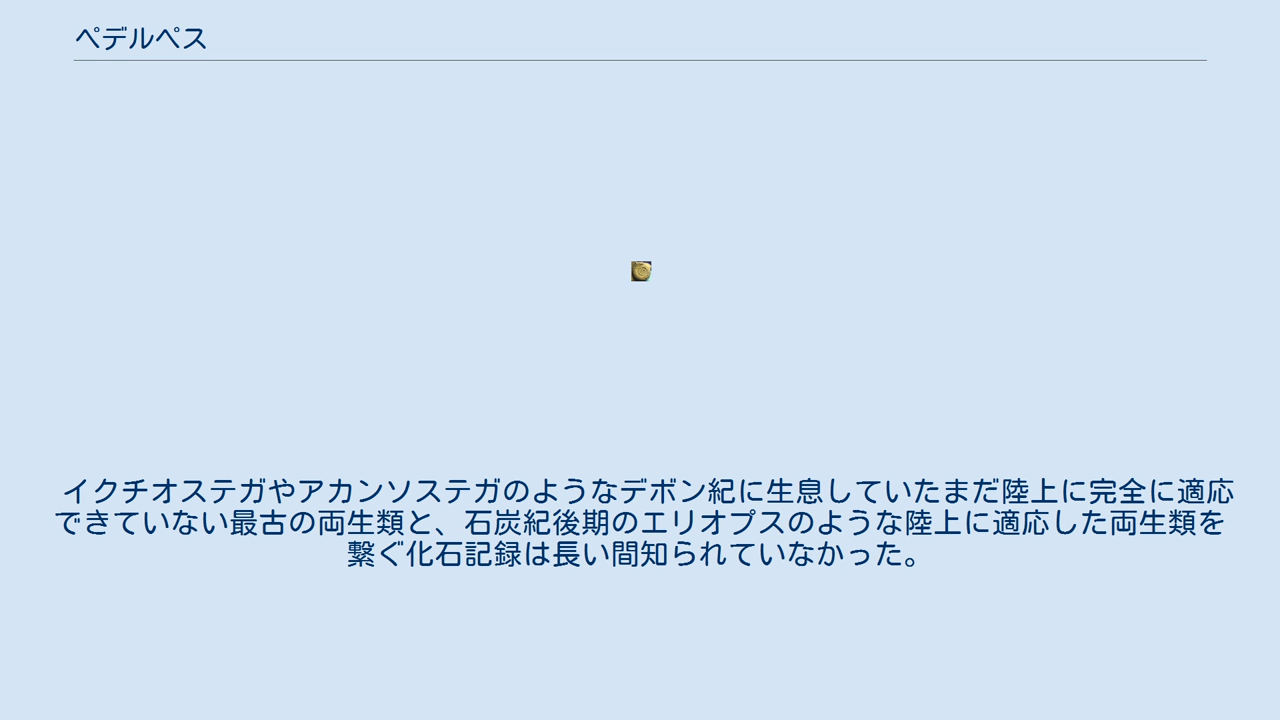 ペデルペス
イクチオステガやアカンソステガのようなデボン紀に生息していたまだ陸上に完全に適応
できていない最古の両生類と、石炭紀後期のエリオプスのような陸上に適応した両生類を
繋ぐ化石記録は長い間知られていなかった。